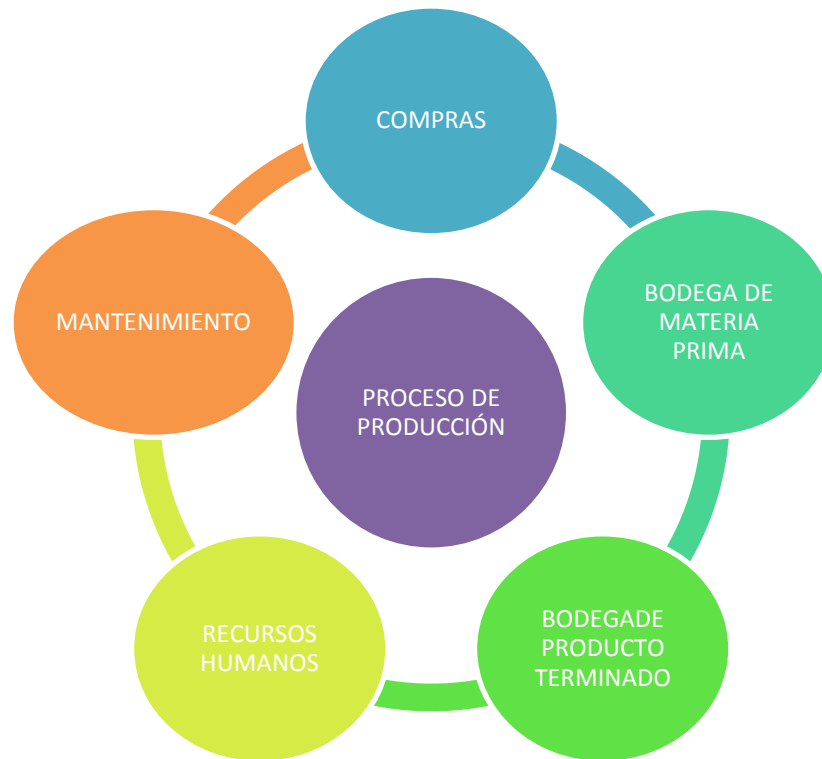 COMPRAS
BODEGA DE
MATERIA
PRIMA
MANTENIMIENTO
PROCESO DE
PRODUCCIÓN
BODEGADE
PRODUCTO
TERMINADO
RECURSOS
HUMANOS